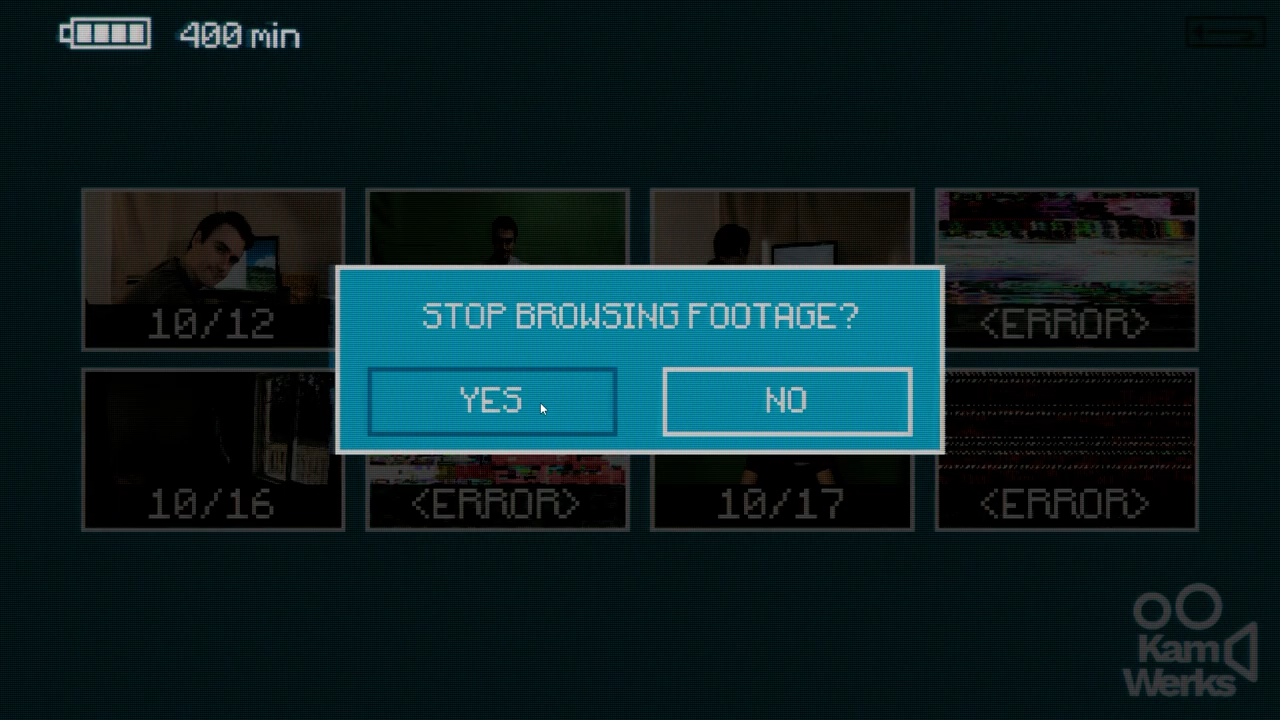 400 min
10/12
<ERROR>
STOP BROWSING FOOTAGE?
YES
NO
10/16
<ERROR>
10/17
<ERROR>
Kam
Werks